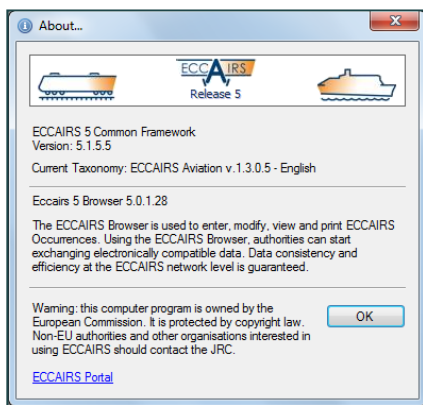 About...
ECCAIRS
Release 5
ECCAIRS 5 Common Framework
Version: 5.1.5.5
Current Taxonomy: ECCAIRS Aviation v.1.3.0.5 - English
Eccairs 5 Browser 5.0.1.28
The ECCAIRS Browser is used to enter, modify, view and print ECCAIRS
Occurrences. Using the ECCAIRS Browser, authorities can start
exchanging electronically compatible data. Data consistency and
efficiency at the ECCAIRS network level is guaranteed.
Warning: this computer program is owned by the
European Commission. It is protected by copyright law.
Non-EU authorities and other organisations interested in
using ECCAIRS should contact the JRC.
OK
ECCAIRS Portal